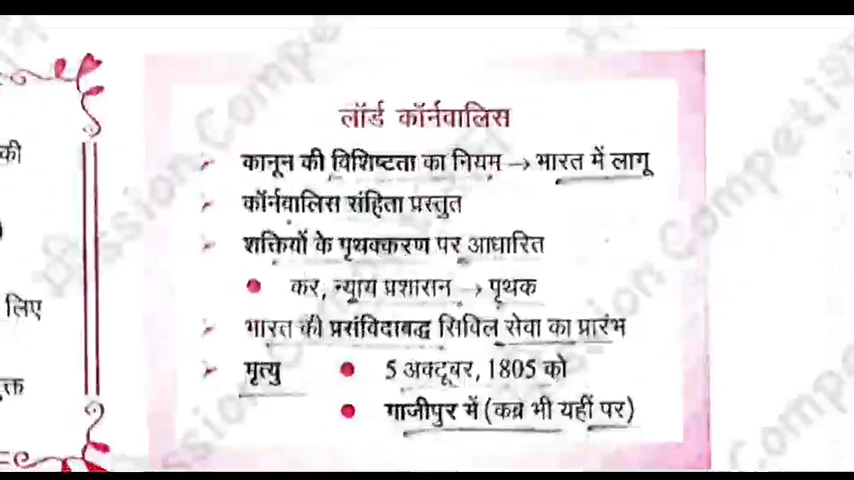 लॉर्ड कॉर्नवालिस
कानून की विशिष्टता का नियम → भारत में लागू
की
कॉर्नवालिस संहिता प्रस्तुत
शक्तियों के पृथक्करण पर आधारित
कर, न्याय प्रशासन → पृथक
लिए
भारत की प्रसंविदाबद्ध सिविल सेवा का प्रारंभ
मृत्यु • 5 अक्टूबर, 1805 को
• गाजीपुर में (कब्र भी यहीं पर)